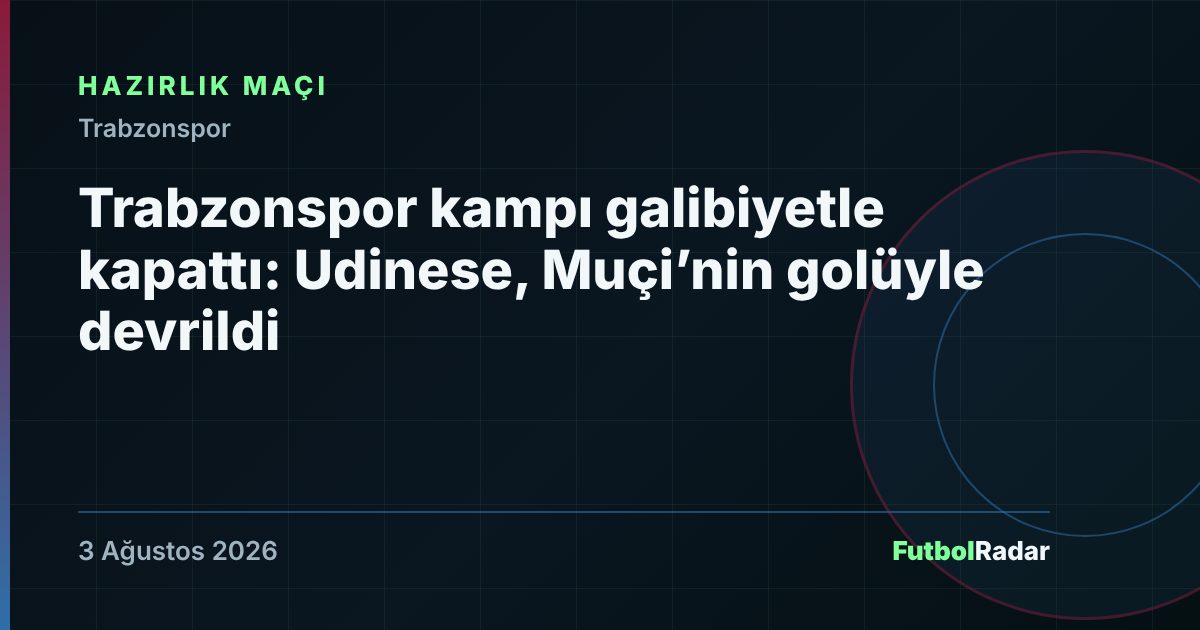 HAZIRLIK MAÇI
Trabzonspor
Trabzonspor kampı galibiyetle
kapattı: Udinese, Muçi’nin golüyle
devrildi
3 Ağustos 2026
FutbolRadar